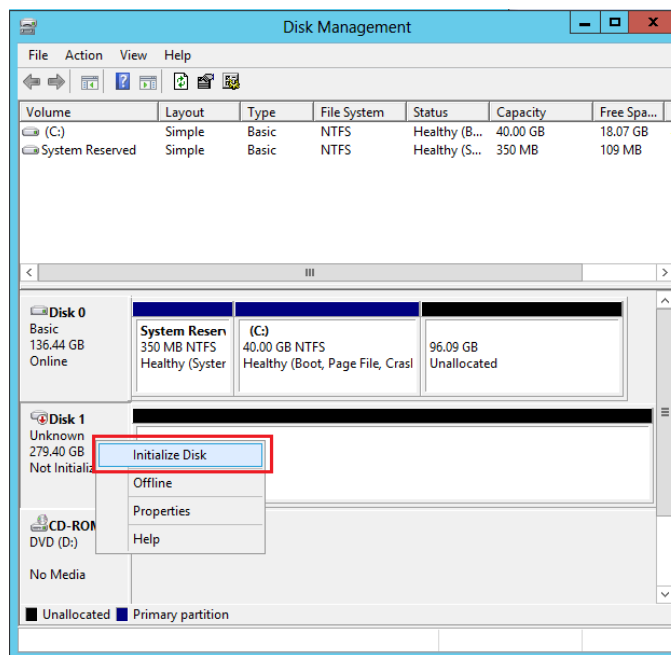 Disk Management
File Action View Help
Volume Layout Type File System Status Capacity Free Spa...
(C:) Simple Basic NTFS Healthy (B... 40.00 GB 18.07 GB
System Reserved Simple Basic NTFS Healthy (S... 350 MB 109 MB
Disk 0
Basic
136.44 GB
Online
System Reserv
350 MB NTFS
Healthy (Syster
(C:)
40.00 GB NTFS
Healthy (Boot, Page File, Crasl
96.09 GB
Unallocated
Disk 1
Unknown
279.40 GB
Not Initializ
Initialize Disk
Offline
Properties
Help
CD-ROM
DVD (D:)
No Media
Unallocated Primary partition